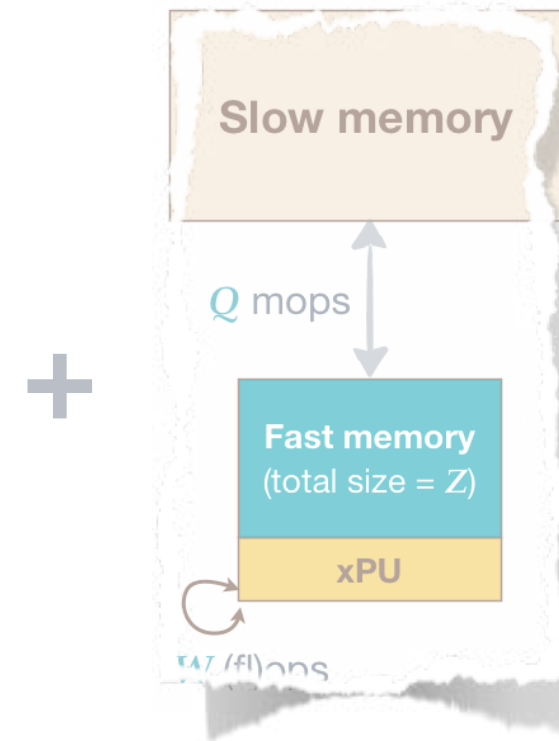 Slow memory
Q mops
+
Fast memory
(total size = Z)
xPU
W (fl)ops